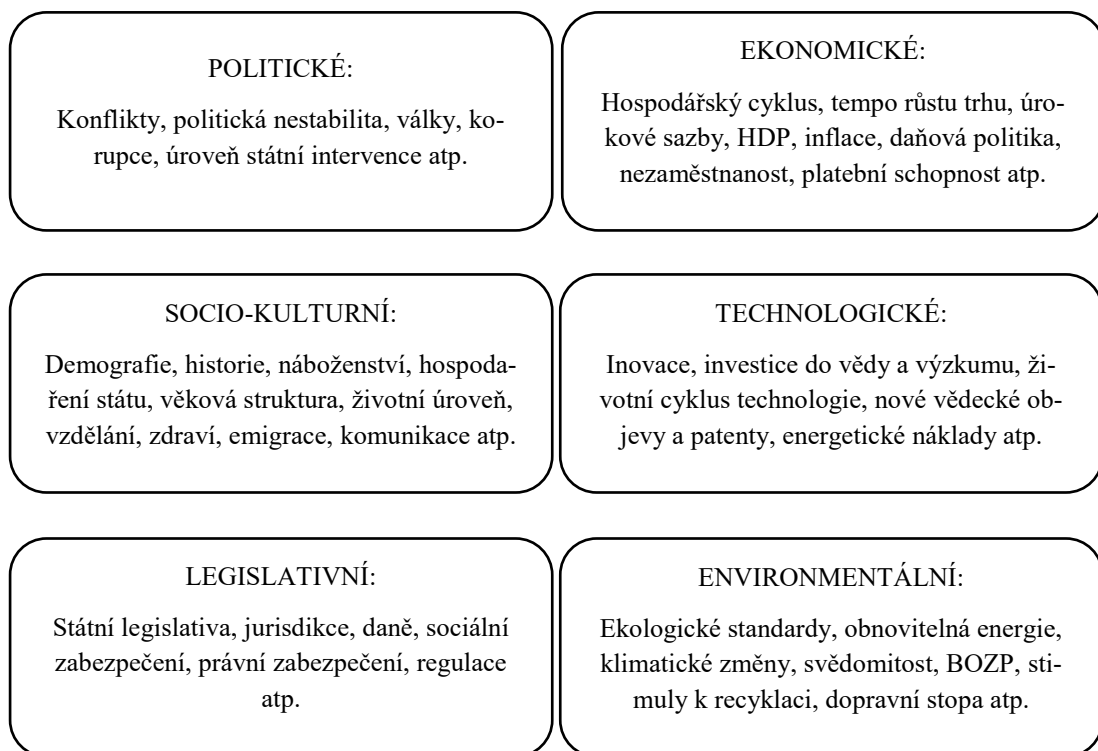 POLITICKÉ:
Konflikty, politická nestabilita, války, ko-
rupce, úroveň státní intervence atp.
EKONOMICKÉ:
Hospodářský cyklus, tempo růstu trhu, úro-
kové sazby, HDP, inflace, daňová politika,
nezaměstnanost, platební schopnost atp.
SOCIO-KULTURNÍ:
Demografie, historie, náboženství, hospoda-
ření státu, věková struktura, životní úroveň,
vzdělání, zdraví, emigrace, komunikace atp.
TECHNOLOGICKÉ:
Inovace, investice do vědy a výzkumu, ži-
votní cyklus technologie, nové vědecké ob-
jevy a patenty, energetické náklady atp.
LEGISLATIVNÍ:
Státní legislativa, jurisdikce, daně, sociální
zabezpečení, právní zabezpečení, regulace
atp.
ENVIRONMENTÁLNÍ:
Ekologické standardy, obnovitelná energie,
klimatické změny, svědomitost, BOZP, sti-
muly k recyklaci, dopravní stopa atp.